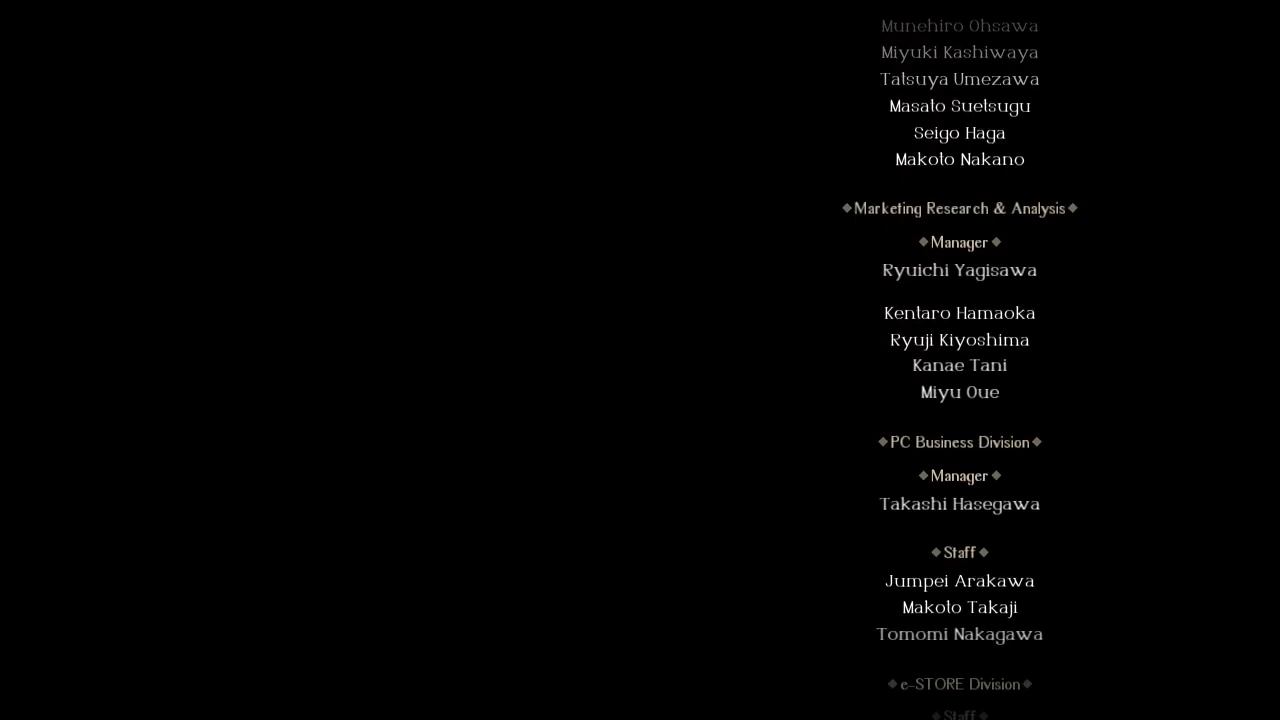 Munehiro Ohsawa
Miyuki Kashiwaya
Tatsuya Umezawa
Masato Suetsugu
Seigo Haga
Makoto Nakano
◆Marketing Research & Analysis◆
◆Manager◆
Ryuichi Yagisawa
Kentaro Hamaoka
Ryuji Kiyoshima
Kanae Tani
Miyu Oue
◆PC Business Division◆
◆Manager◆
Takashi Hasegawa
◆Staff◆
Jumpei Arakawa
Makoto Takaji
Tomomi Nakagawa
◆e-STORE Division◆
◆Staff◆